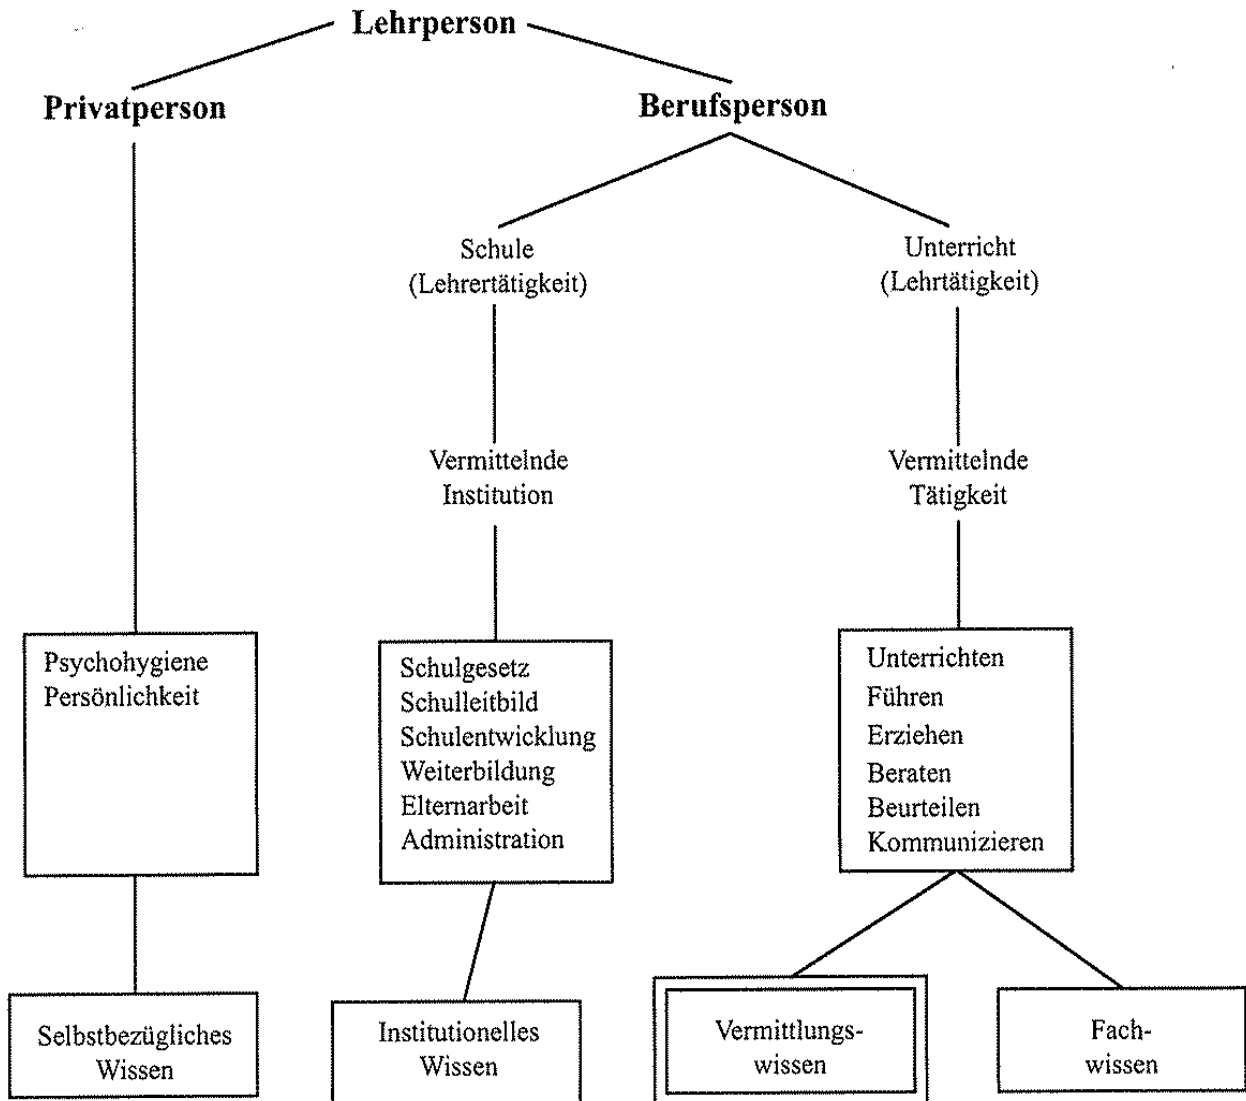 Lehrperson
Privatperson
Berufsperson
Schule
(Lehrertätigkeit)
Unterricht
(Lehrtätigkeit)
Vermittelnde
Institution
Vermittelnde
Tätigkeit
Psychohygiene
Persönlichkeit
Schulgesetz
Schulleitbild
Schulentwicklung
Weiterbildung
Elternarbeit
Administration
Unterrichten
Führen
Erziehen
Beraten
Beurteilen
Kommunizieren
Selbstbezügliches
Wissen
Institutionelles
Wissen
Vermittlungs-
wissen
Fach-
wissen